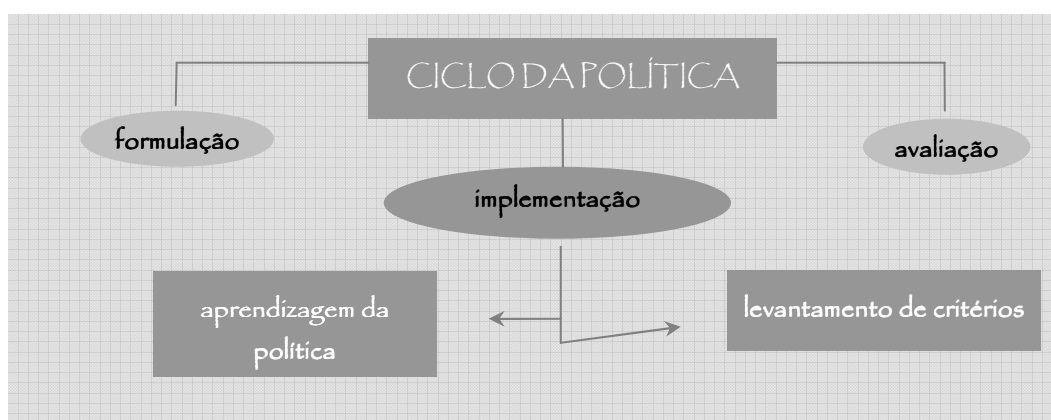 CICLO DA POLÍTICA
formulação
avaliação
implementação
aprendizagem da
política
levantamento de critérios